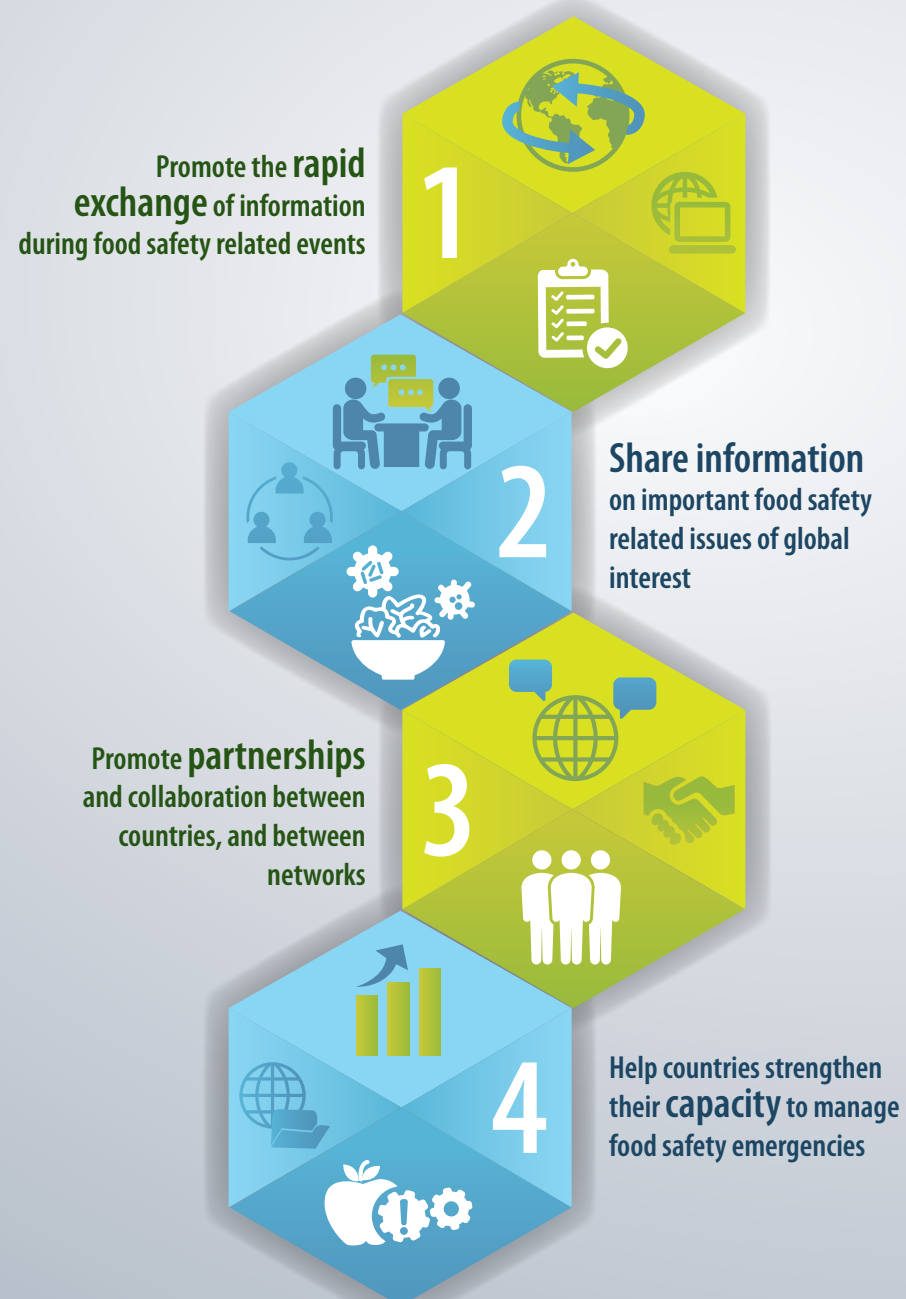 Promote the rapid
exchange of information
during food safety related events
1
2
Share information
on important food safety
related issues of global
interest
Promote partnerships
and collaboration between
countries, and between
networks
3
4
Help countries strengthen
their capacity to manage
food safety emergencies